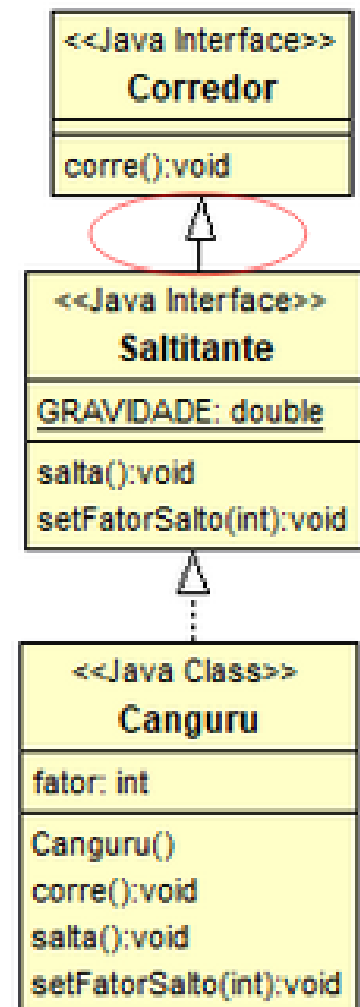 <<Java Interface>>
Corredor
corre():void
<<Java Interface>>
Saltitante
GRAVIDADE: double
salta():void
setFatorSalto(int):void
<<Java Class>>
Canguru
fator: int
Canguru()
corre():void
salta():void
setFatorSalto(int):void